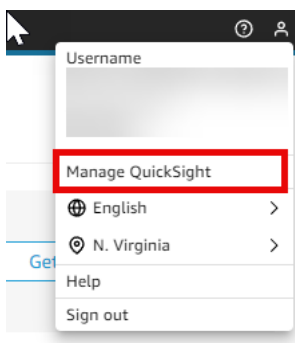 Username
Manage QuickSight
English
N. Virginia
Get
Help
Sign out